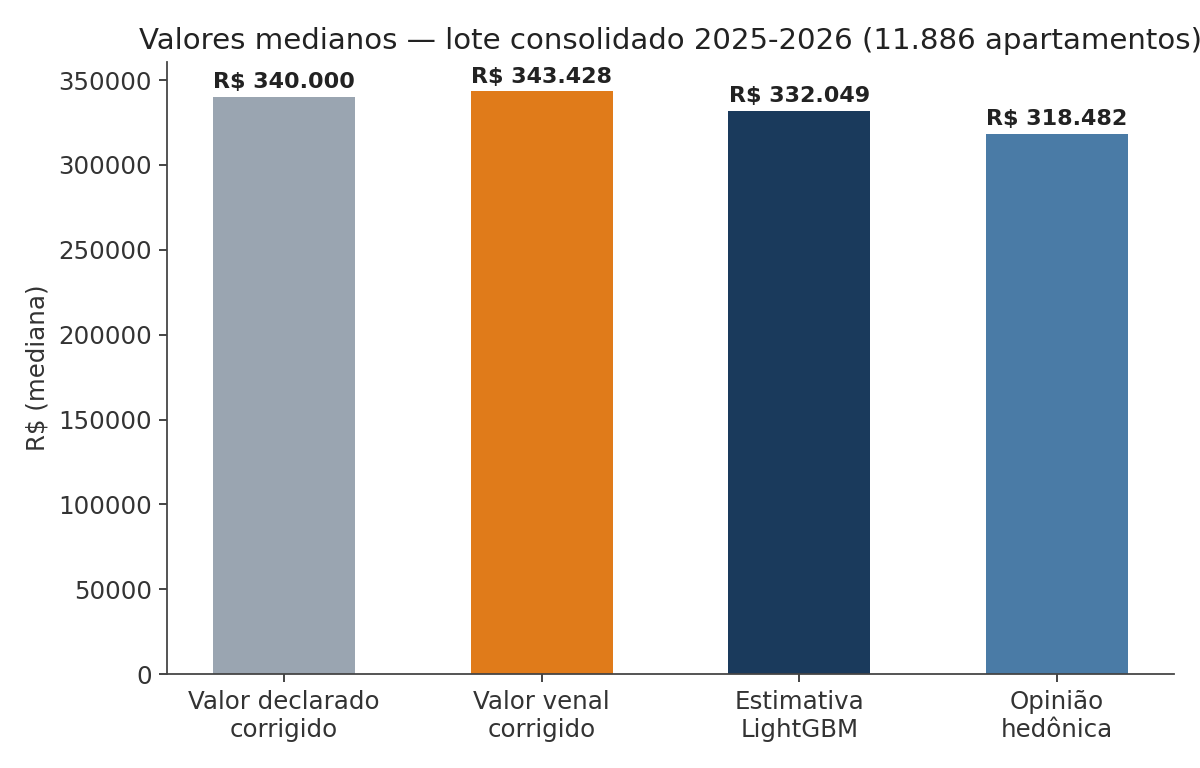 Valores medianos — lote consolidado 2025-2026 (11.886 apartamentos)
R$ (mediana)
350000
300000
250000
200000
150000
100000
50000
0
R$ 340.000
R$ 343.428
R$ 332.049
R$ 318.482
Valor declarado
corrigido
Valor venal
corrigido
Estimativa
LightGBM
Opinião
hedônica